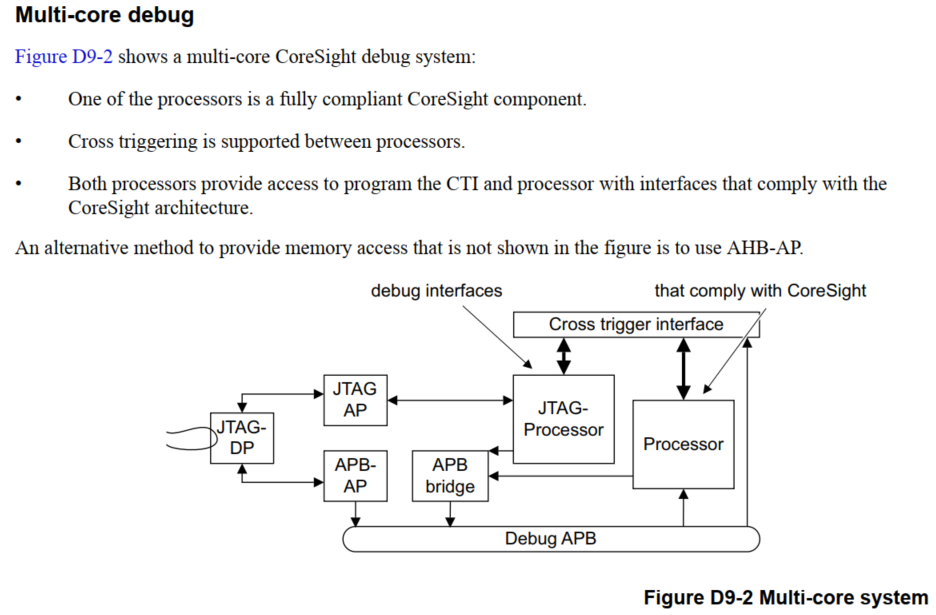 Multi-core debug
Figure D9-2 shows a multi-core CoreSight debug system:
• One of the processors is a fully compliant CoreSight component.
• Cross triggering is supported between processors.
• Both processors provide access to program the CTI and processor with interfaces that comply with the
CoreSight architecture.
An alternative method to provide memory access that is not shown in the figure is to use AHB-AP.
debug interfaces
that comply with CoreSight
Cross trigger interface
JTAG
AP
JTAG-
Processor
JTAG-
DP
Processor
APB-
AP
APB
bridge
Debug APB
Figure D9-2 Multi-core system